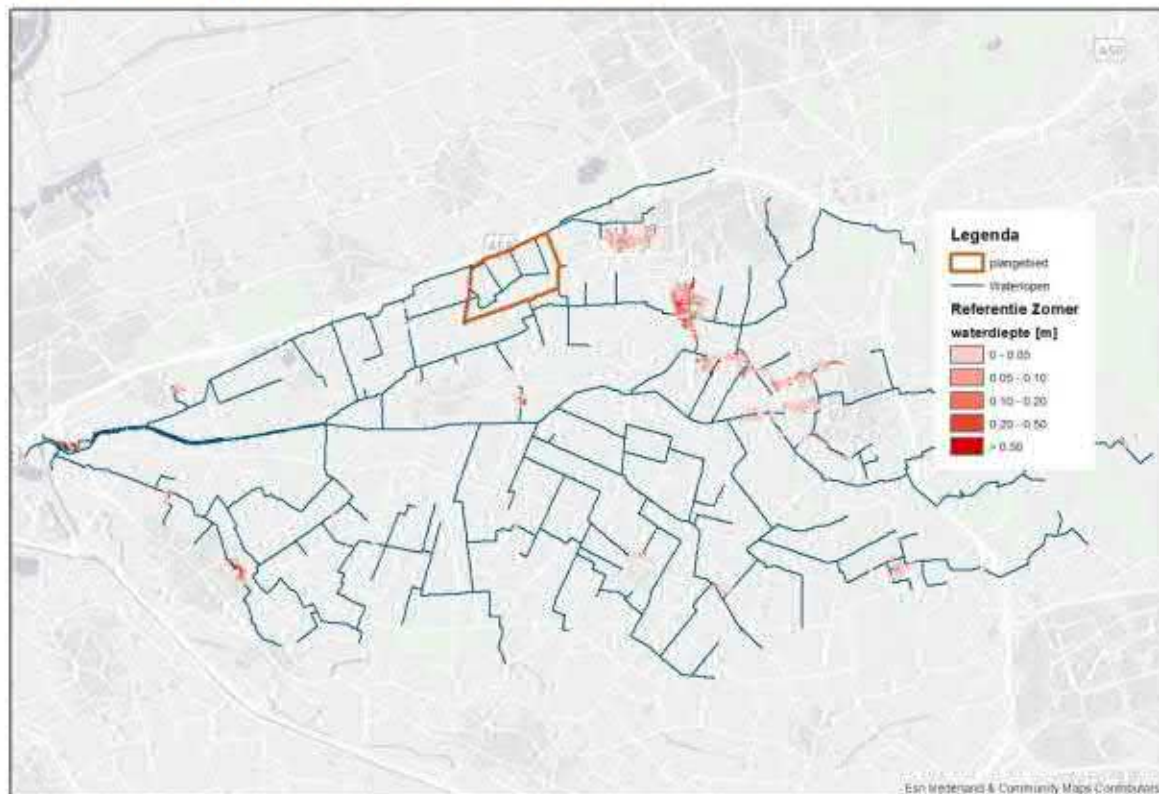 A50
Legenda
plangebied
Waterlopen
Referentie Zomer
waterdiepte [m]
0 - 0.05
0.05 - 0.10
0.10 - 0.20
0.20 - 0.50
> 0.50
Esri Nederland & Community Maps Contributors